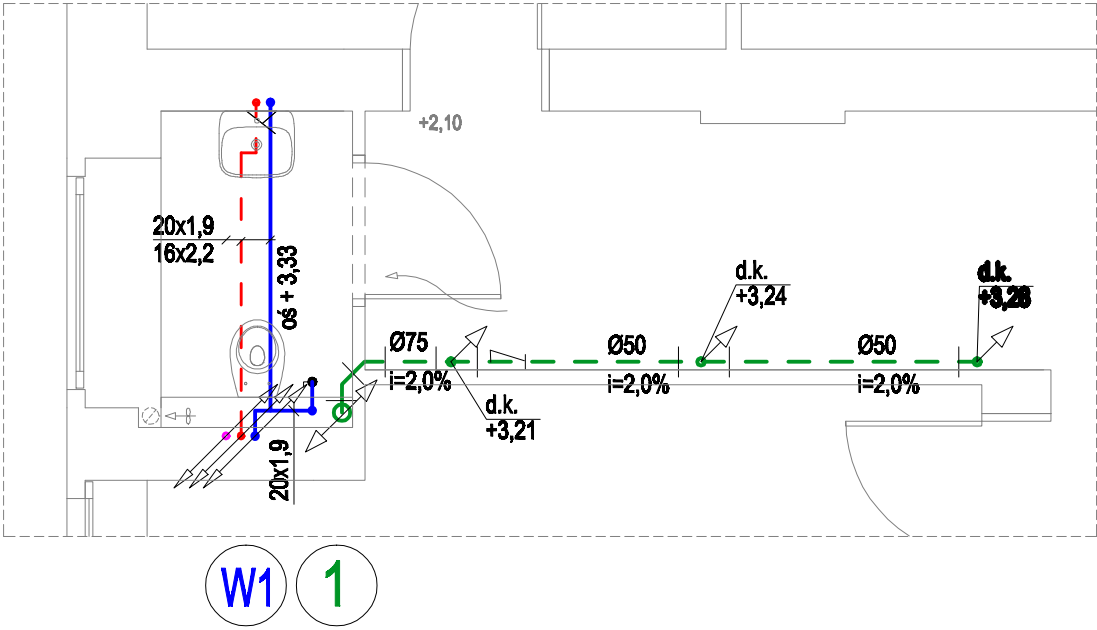 +2,10
20x1,9
16x2,2
oś + 3,33
d.k.
+3,24
d.k.
+3,28
Ø75
i=2,0%
Ø50
i=2,0%
Ø50
i=2,0%
d.k.
+3,21
20x1,9
W1
1